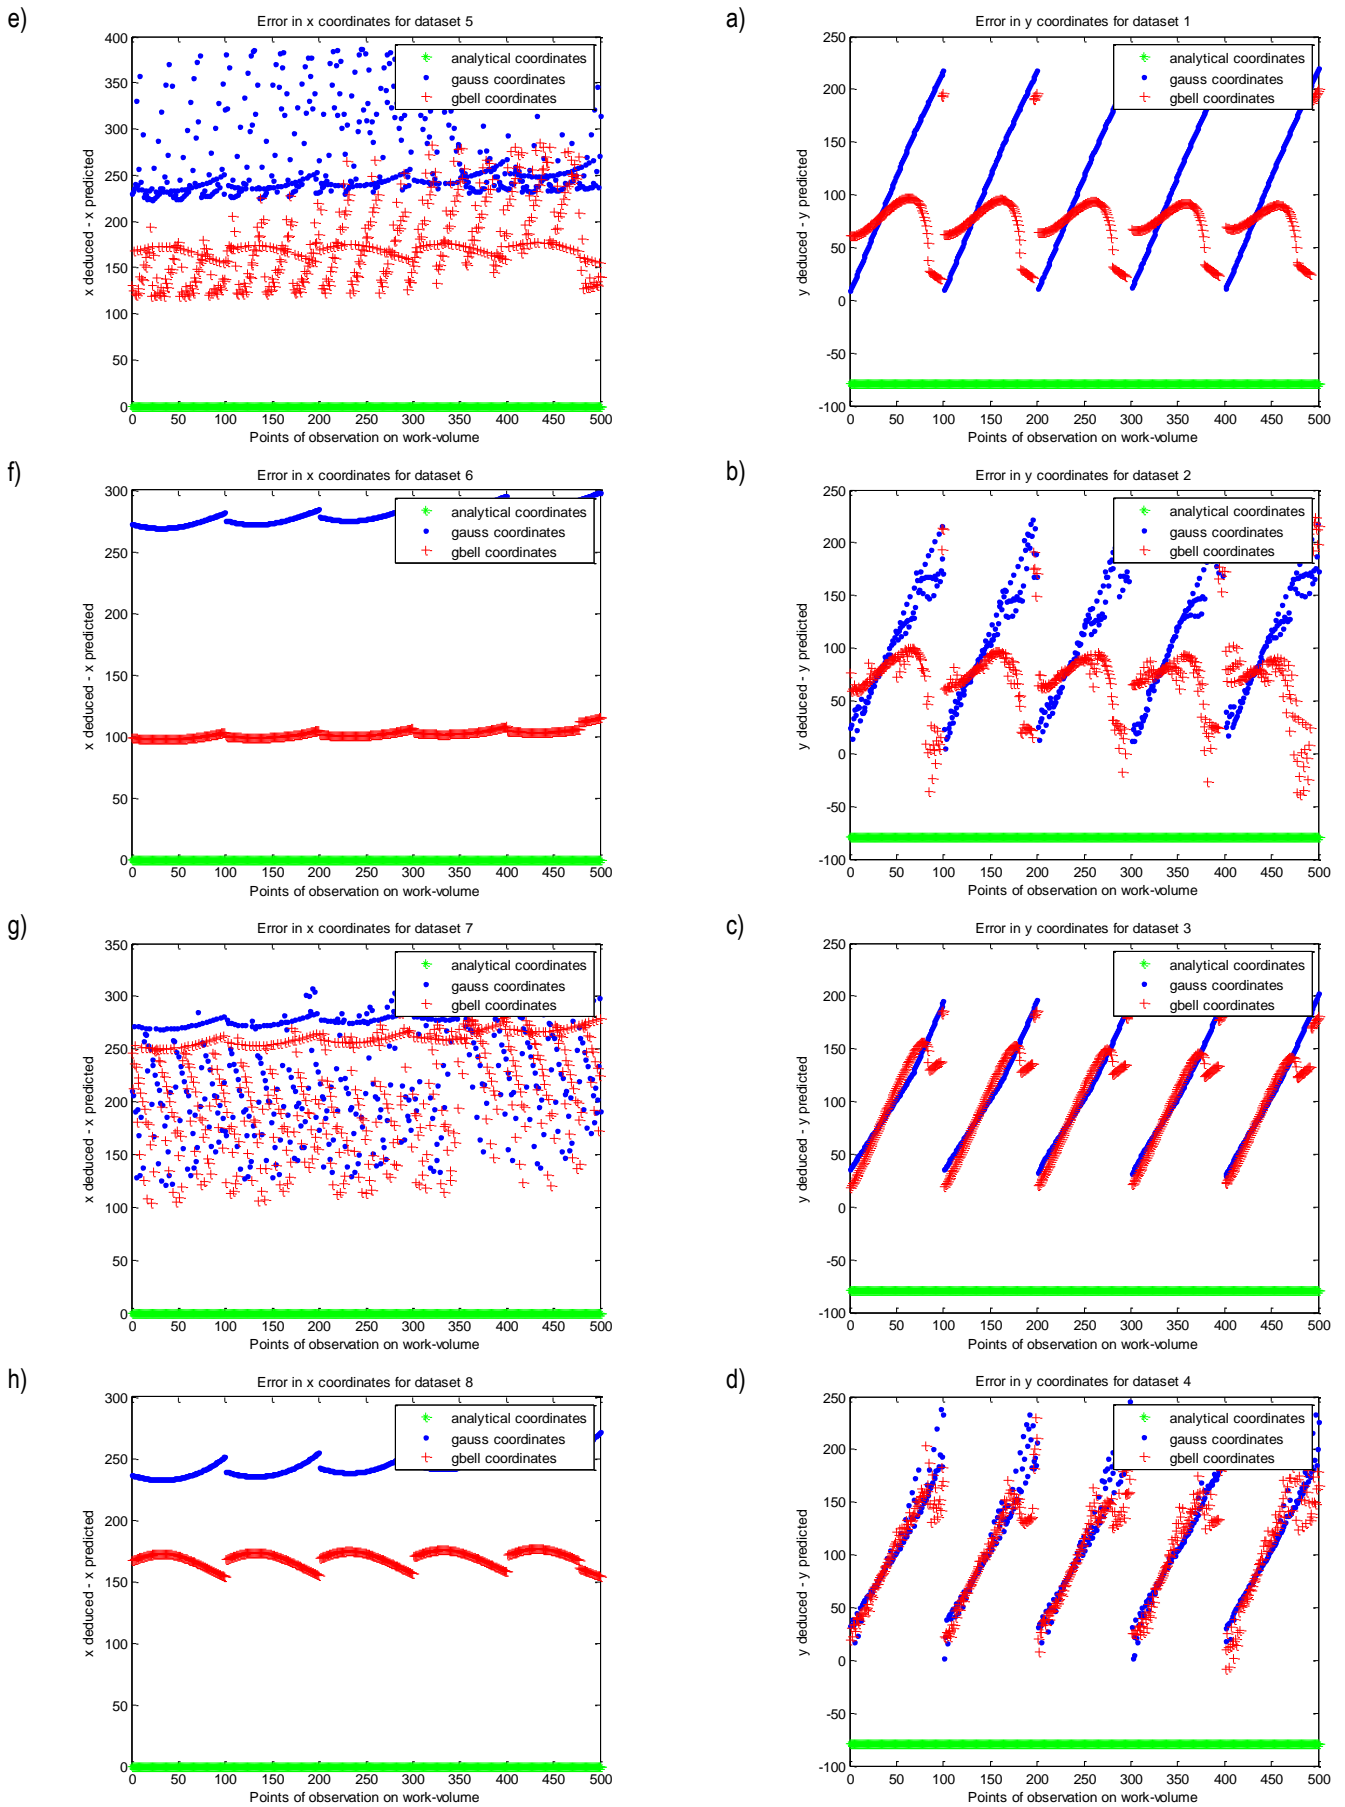 e)
Error in x coordinates for dataset 5
x deduced - x predicted
400
350
300
250
200
150
100
50
0
analytical coordinates
gauss coordinates
gbell coordinates
0 50 100 150 200 250 300 350 400 450 500
Points of observation on work-volume
a)
Error in y coordinates for dataset 1
y deduced - y predicted
250
200
150
100
50
0
-50
-100
analytical coordinates
gauss coordinates
gbell coordinates
0 50 100 150 200 250 300 350 400 450 500
Points of observation on work-volume
f)
Error in x coordinates for dataset 6
x deduced - x predicted
300
250
200
150
100
50
0
analytical coordinates
gauss coordinates
gbell coordinates
0 50 100 150 200 250 300 350 400 450 500
Points of observation on work-volume
b)
Error in y coordinates for dataset 2
y deduced - y predicted
250
200
150
100
50
0
-50
-100
analytical coordinates
gauss coordinates
gbell coordinates
0 50 100 150 200 250 300 350 400 450 500
Points of observation on work-volume
g)
Error in x coordinates for dataset 7
x deduced - x predicted
350
300
250
200
150
100
50
0
analytical coordinates
gauss coordinates
gbell coordinates
0 50 100 150 200 250 300 350 400 450 500
Points of observation on work-volume
c)
Error in y coordinates for dataset 3
y deduced - y predicted
250
200
150
100
50
0
-50
-100
analytical coordinates
gauss coordinates
gbell coordinates
0 50 100 150 200 250 300 350 400 450 500
Points of observation on work-volume
h)
Error in x coordinates for dataset 8
x deduced - x predicted
300
250
200
150
100
50
0
analytical coordinates
gauss coordinates
gbell coordinates
0 50 100 150 200 250 300 350 400 450 500
Points of observation on work-volume
d)
Error in y coordinates for dataset 4
y deduced - y predicted
250
200
150
100
50
0
-50
-100
analytical coordinates
gauss coordinates
gbell coordinates
0 50 100 150 200 250 300 350 400 450 500
Points of observation on work-volume